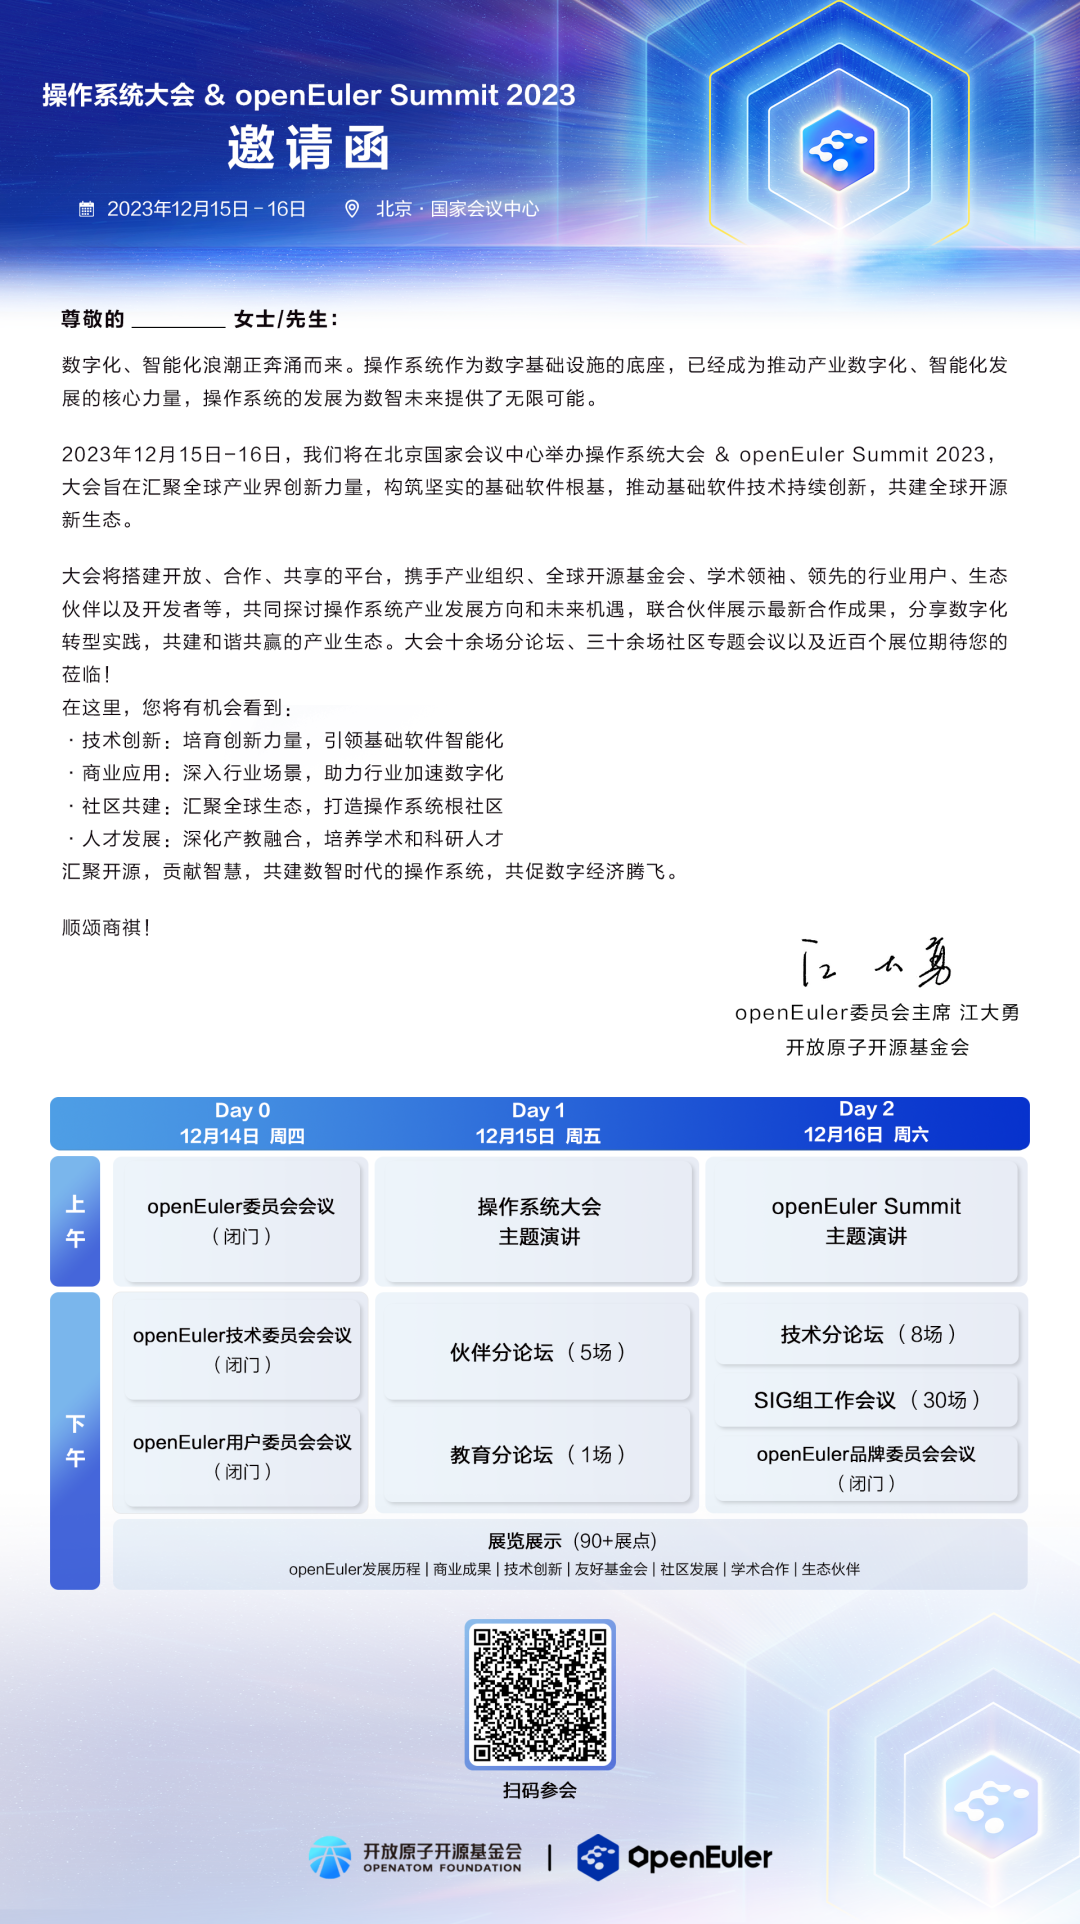 操作系统大会 & openEuler Summit 2023
邀请函
2023年12月15日-16日 北京·国家会议中心
尊敬的 ________ 女士/先生：
数字化、智能化浪潮正奔涌而来。操作系统作为数字基础设施的底座，已经成为推动产业数字化、智能化发
展的核心力量，操作系统的发展为数智未来提供了无限可能。
2023年12月15日-16日，我们将在北京国家会议中心举办操作系统大会 & openEuler Summit 2023，
大会旨在汇聚全球产业界创新力量，构筑坚实的基础软件根基，推动基础软件技术持续创新，共建全球开源
新生态。
大会将搭建开放、合作、共享的平台，携手产业组织、全球开源基金会、学术领袖、领先的行业用户、生态
伙伴以及开发者等，共同探讨操作系统产业发展方向和未来机遇，联合伙伴展示最新合作成果，分享数字化
转型实践，共建和谐共赢的产业生态。大会十余场分论坛、三十余场社区专题会议以及近百个展位期待您的
莅临！
在这里，您将有机会看到：
·技术创新：培育创新力量，引领基础软件智能化
·商业应用：深入行业场景，助力行业加速数字化
·社区共建：汇聚全球生态，打造操作系统根社区
·人才发展：深化产教融合，培养学术和科研人才
汇聚开源，贡献智慧，共建数智时代的操作系统，共促数字经济腾飞。
顺颂商祺！
江大勇
openEuler委员会主席 江大勇
开放原子开源基金会
Day 0
12月14日 周四
Day 1
12月15日 周五
Day 2
12月16日 周六
上午
openEuler委员会会议
（闭门）
操作系统大会
主题演讲
openEuler Summit
主题演讲
下午
openEuler技术委员会会议
（闭门）
openEuler用户委员会会议
（闭门）
伙伴分论坛（5场）
教育分论坛（1场）
技术分论坛（8场）
SIG组工作会议（30场）
openEuler品牌委员会会议
（闭门）
展览展示 (90+展点)
openEuler发展历程 | 商业成果 | 技术创新 | 友好基金会 | 社区发展 | 学术合作 | 生态伙伴
扫码参会
开放原子开源基金会
OPENATOM FOUNDATION
OpenEuler